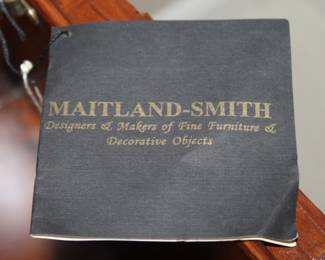 MAITLAND-SMITH
Designers & Makers of Fine Furniture &
Decorative Objects